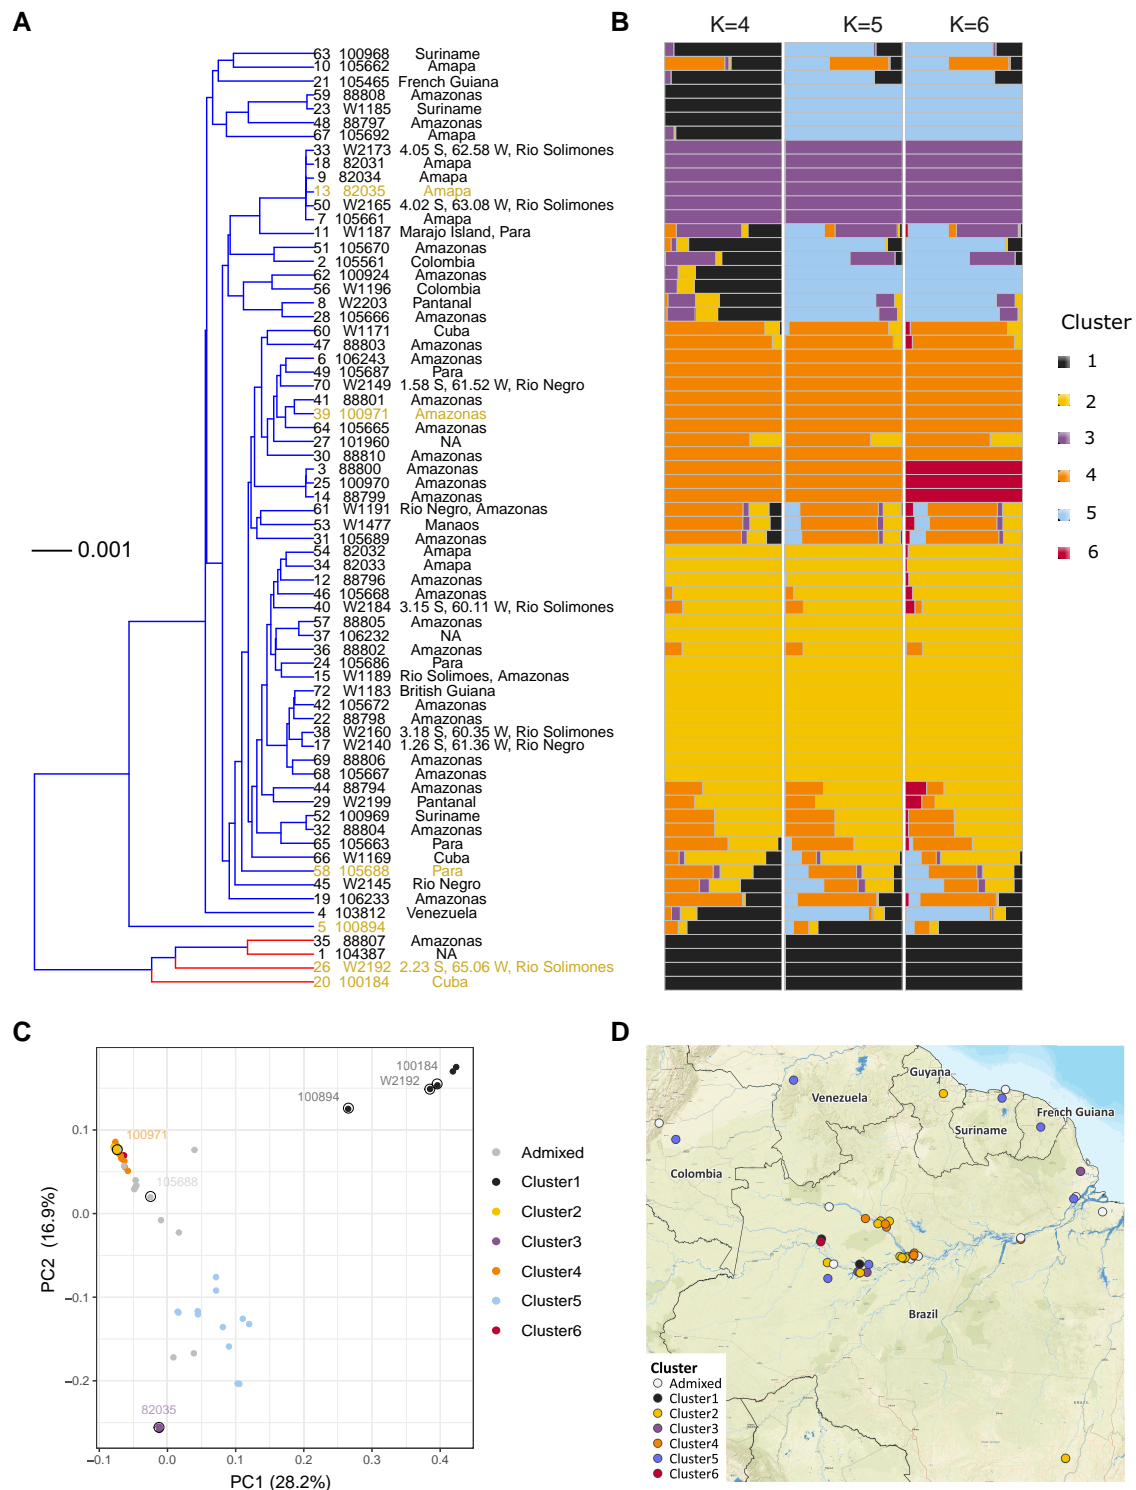 A
63 100968 Suriname
10 105662 Amapa
21 105465 French Guiana
59 88808 Amazonas
23 W1185 Suriname
48 88797 Amazonas
67 105692 Amapa
33 W2173 4.05 S, 62.58 W, Rio Solimones
18 82031 Amapa
9 82034 Amapa
13 82035 Amapa
50 W2165 4.02 S, 63.08 W, Rio Solimones
7 105661 Amapa
11 W1187 Marajo Island, Para
51 105670 Amazonas
2 105561 Colombia
62 100924 Amazonas
56 W1196 Colombia
8 W2203 Pantanal
28 105666 Amazonas
60 W1171 Cuba
47 88803 Amazonas
6 106243 Amazonas
49 105687 Para
70 W2149 1.58 S, 61.52 W, Rio Negro
41 88801 Amazonas
39 100971 Amazonas
64 105665 Amazonas
27 101960 NA
30 88810 Amazonas
3 88800 Amazonas
25 100970 Amazonas
14 88799 Amazonas
61 W1191 Rio Negro, Amazonas
53 W1477 Manaos
31 105689 Amazonas
54 82032 Amapa
34 82033 Amapa
12 88796 Amazonas
46 105668 Amazonas
40 W2184 3.15 S, 60.11 W, Rio Solimones
57 88805 Amazonas
37 106232 NA
36 88802 Amazonas
24 105686 Para
15 W1189 Rio Solimoes, Amazonas
72 W1183 British Guiana
42 105672 Amazonas
22 88798 Amazonas
38 W2160 3.18 S, 60.35 W, Rio Solimones
17 W2140 1.26 S, 61.36 W, Rio Negro
69 88806 Amazonas
68 105667 Amazonas
44 88794 Amazonas
29 W2199 Pantanal
52 100969 Suriname
32 88804 Amazonas
65 105663 Para
66 W1169 Cuba
58 105688 Para
45 W2145 Rio Negro
19 106233 Amazonas
4 103812 Venezuela
5 100894
35 88807 Amazonas
1 104387 NA
26 W2192 2.23 S, 65.06 W, Rio Solimones
20 100184 Cuba
0.001
B
K=4 K=5 K=6
Cluster
1
2
3
4
5
6
C
100184
W2192
100894
100971
105688
82035
0.1
0.0
−0.1
−0.2
−0.1 0.0 0.1 0.2 0.3 0.4
PC2 (16.9%)
PC1 (28.2%)
Admixed
Cluster1
Cluster2
Cluster3
Cluster4
Cluster5
Cluster6
D
Guyana
Venezuela
French Guiana
Suriname
Colombia
Brazil
Cluster
Admixed
Cluster1
Cluster2
Cluster3
Cluster4
Cluster5
Cluster6